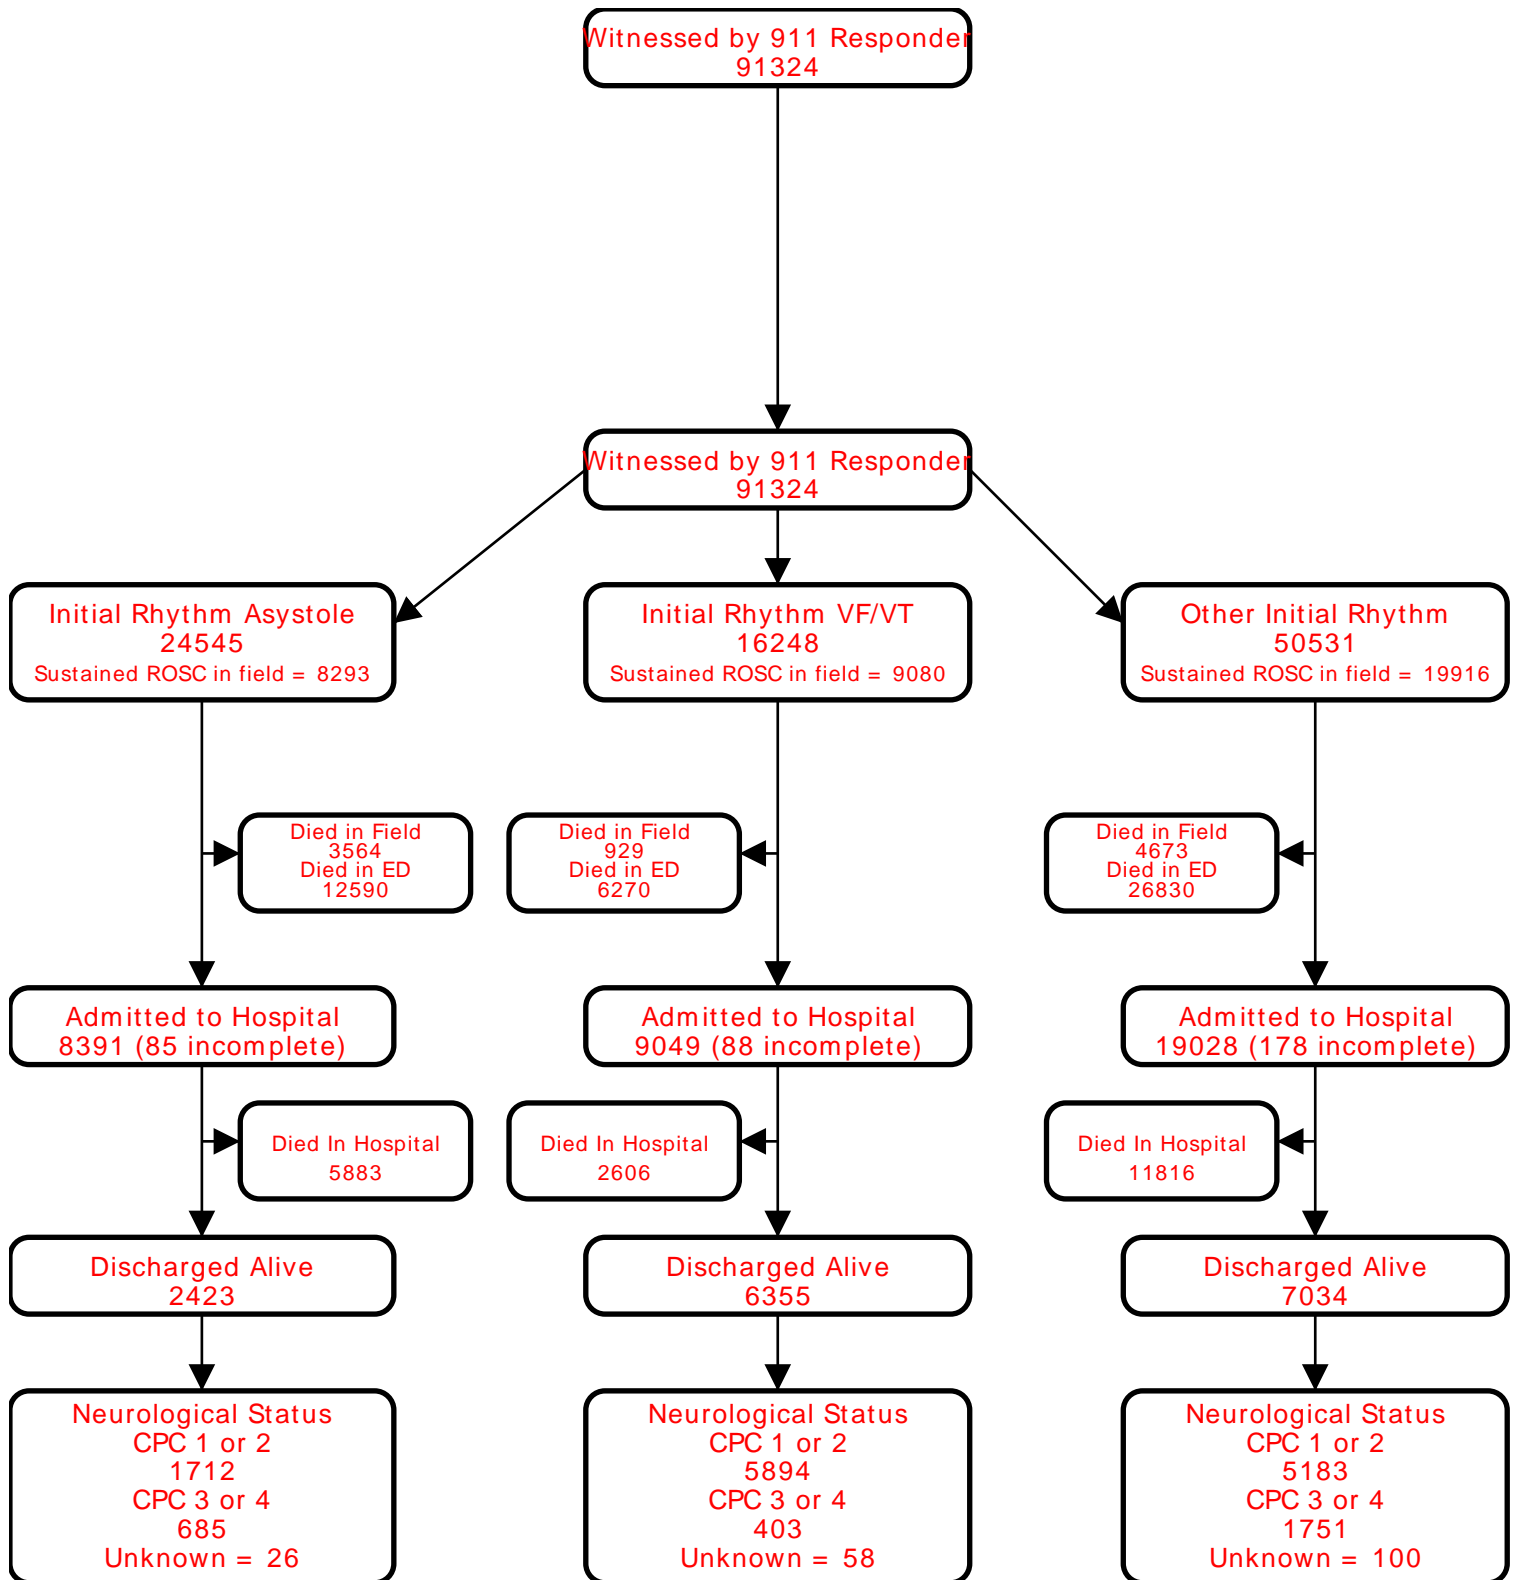 Witnessed by 911 Responder
91324
Witnessed by 911 Responder
91324
Initial Rhythm Asystole
24545
Sustained ROSC in field = 8293
Initial Rhythm VF/VT
16248
Sustained ROSC in field = 9080
Other Initial Rhythm
50531
Sustained ROSC in field = 19916
Died in Field
3564
Died in ED
12590
Died in Field
929
Died in ED
6270
Died in Field
4673
Died in ED
26830
Admitted to Hospital
8391 (85 incomplete)
Admitted to Hospital
9049 (88 incomplete)
Admitted to Hospital
19028 (178 incomplete)
Died In Hospital
5883
Died In Hospital
2606
Died In Hospital
11816
Discharged Alive
2423
Discharged Alive
6355
Discharged Alive
7034
Neurological Status
CPC 1 or 2
1712
CPC 3 or 4
685
Unknown = 26
Neurological Status
CPC 1 or 2
5894
CPC 3 or 4
403
Unknown = 58
Neurological Status
CPC 1 or 2
5183
CPC 3 or 4
1751
Unknown = 100